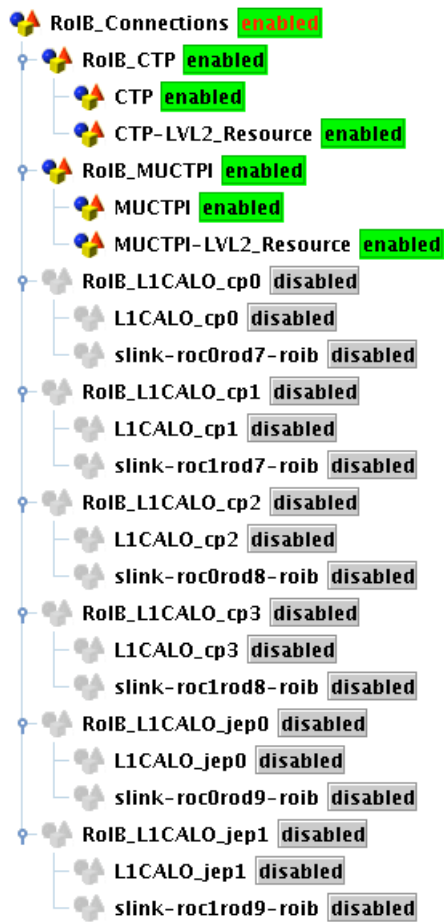 RoIB_Connections enabled
RoIB_CTP enabled
CTP enabled
CTP-LVL2_Resource enabled
RoIB_MUCTPI enabled
MUCTPI enabled
MUCTPI-LVL2_Resource enabled
RoIB_L1CALO_cp0 disabled
L1CALO_cp0 disabled
slink-roc0rod7-roib disabled
RoIB_L1CALO_cp1 disabled
L1CALO_cp1 disabled
slink-roc1rod7-roib disabled
RoIB_L1CALO_cp2 disabled
L1CALO_cp2 disabled
slink-roc0rod8-roib disabled
RoIB_L1CALO_cp3 disabled
L1CALO_cp3 disabled
slink-roc1rod8-roib disabled
RoIB_L1CALO_jep0 disabled
L1CALO_jep0 disabled
slink-roc0rod9-roib disabled
RoIB_L1CALO_jep1 disabled
L1CALO_jep1 disabled
slink-roc1rod9-roib disabled